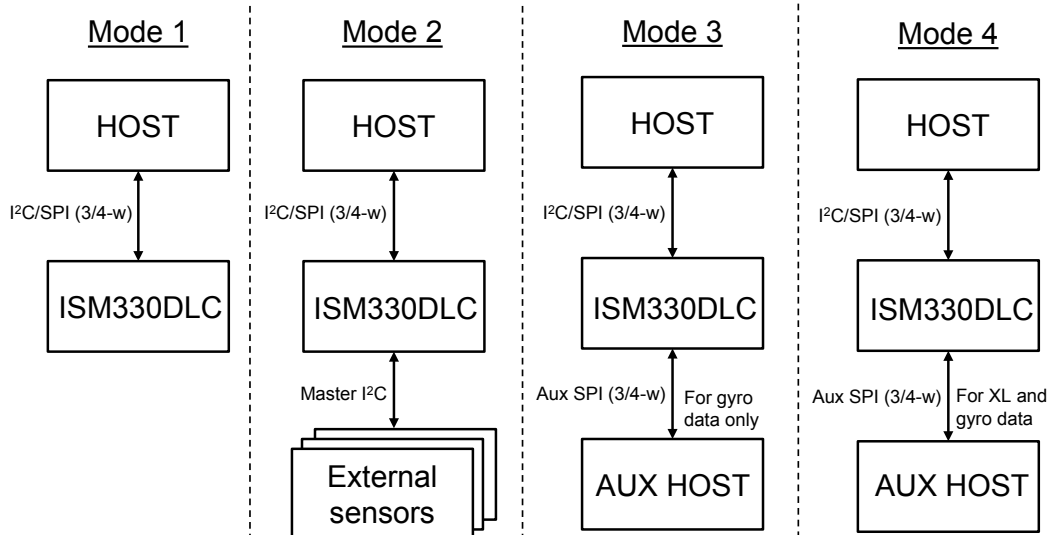 Mode 1
HOST
I²C/SPI (3/4-w)
ISM330DLC
Mode 2
HOST
I²C/SPI (3/4-w)
ISM330DLC
Master I²C
External
sensors
Mode 3
HOST
I²C/SPI (3/4-w)
ISM330DLC
Aux SPI (3/4-w)
For gyro
data only
AUX HOST
Mode 4
HOST
I²C/SPI (3/4-w)
ISM330DLC
Aux SPI (3/4-w)
For XL and
gyro data
AUX HOST